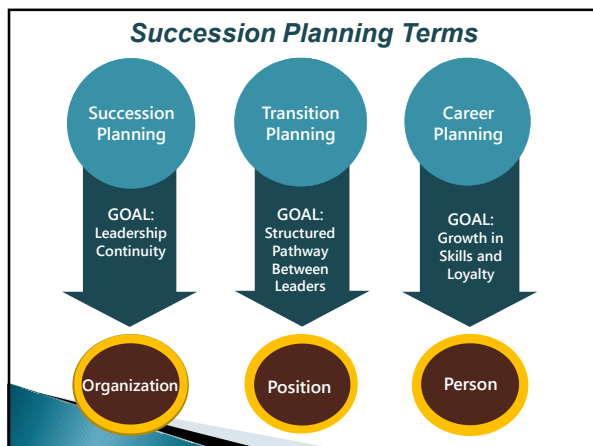 Succession Planning Terms
Succession
Planning
GOAL:
Leadership
Continuity
Organization
Transition
Planning
GOAL:
Structured
Pathway
Between
Leaders
Position
Career
Planning
GOAL:
Growth in
Skills and
Loyalty
Person